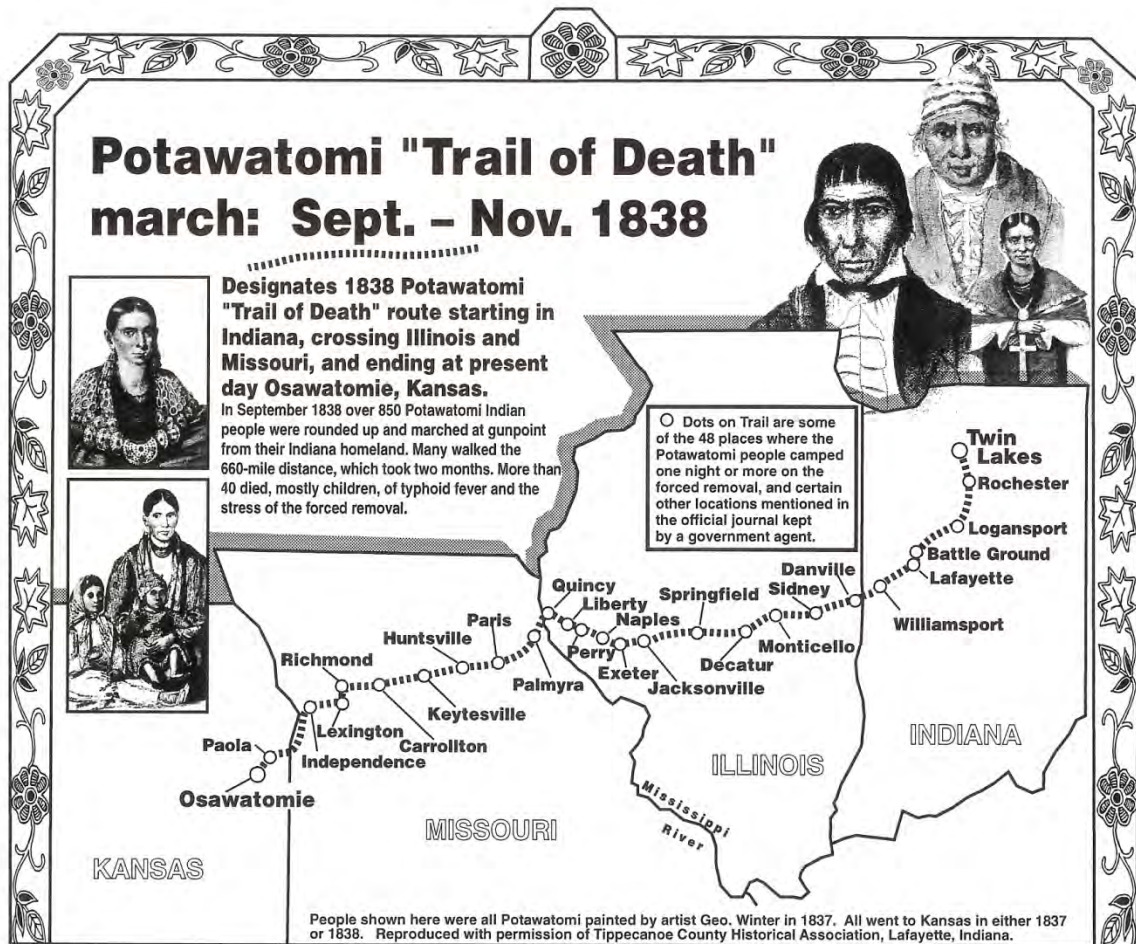 Potawatomi "Trail of Death"
march: Sept. – Nov. 1838
Designates 1838 Potawatomi
"Trail of Death" route starting in
Indiana, crossing Illinois and
Missouri, and ending at present
day Osawatomie, Kansas.
In September 1838 over 850 Potawatomi Indian
people were rounded up and marched at gunpoint
from their Indiana homeland. Many walked the
660-mile distance, which took two months. More than
40 died, mostly children, of typhoid fever and the
stress of the forced removal.
O Dots on Trail are some
of the 48 places where the
Potawatomi people camped
one night or more on the
forced removal, and certain
other locations mentioned in
the official journal kept
by a government agent.
Twin
Lakes
Rochester
Logansport
Battle Ground
Lafayette
Williamsport
Danville
Sidney
Monticello
Decatur
Springfield
Jacksonville
Exeter
Naples
Perry
Liberty
Quincy
Palmyra
Paris
Huntsville
Keytesville
Carrollton
Richmond
Lexington
Independence
Paola
Osawatomie
INDIANA
ILLINOIS
Mississippi
River
MISSOURI
KANSAS
People shown here were all Potawatomi painted by artist Geo. Winter in 1837. All went to Kansas in either 1837
or 1838. Reproduced with permission of Tippecanoe County Historical Association, Lafayette, Indiana.